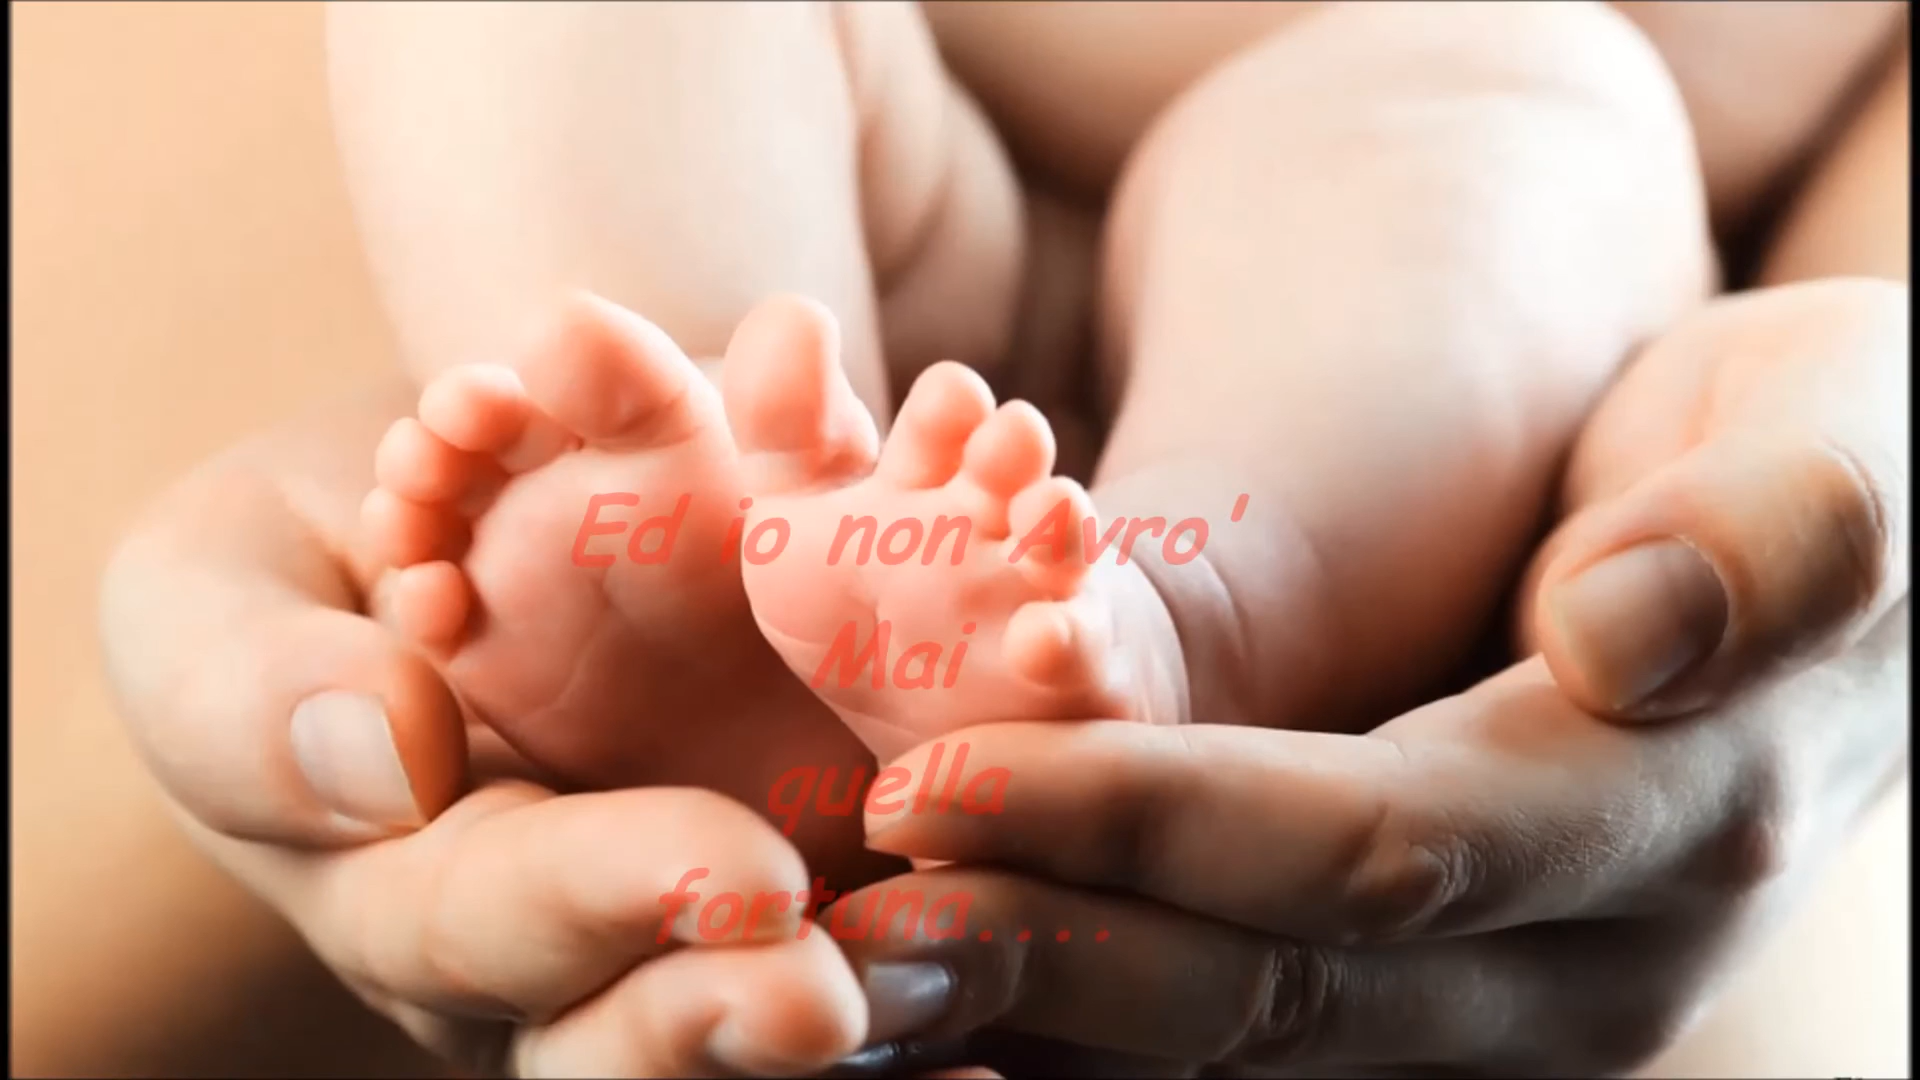 Ed io non Avro'
Mai
quella
fortuna....